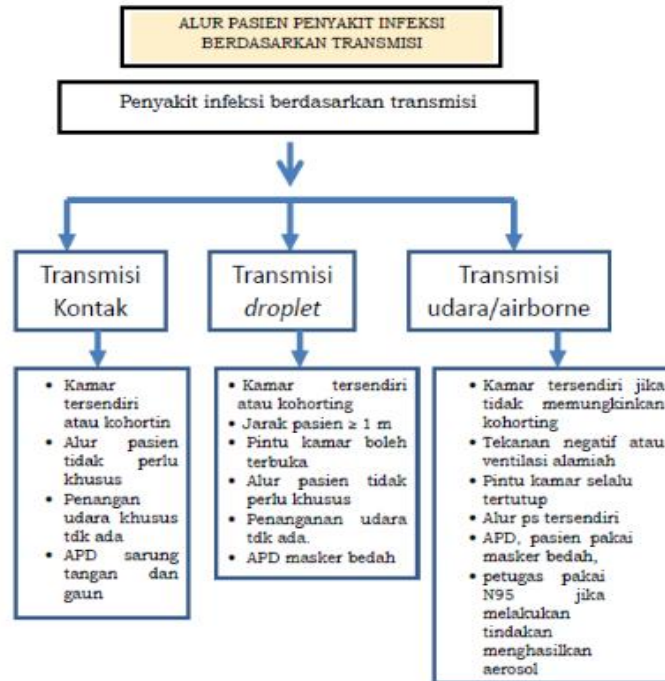 ALUR PASIEN PENYAKIT INFEKSI
BERDASARKAN TRANSMISI
Penyakit infeksi berdasarkan transmisi
Transmisi
Kontak
Transmisi
droplet
Transmisi
udara/airborne
• Kamar
tersendiri
atau kohortin
• Alur pasien
tidak perlu
khusus
• Penangan
udara khusus
tdk ada
• APD sarung
tangan dan
gaun
• Kamar tersendiri
atau kohorting
• Jarak pasien ≥ 1 m
• Pintu kamar boleh
terbuka
• Alur pasien tidak
perlu khusus
• Penanganan udara
tdk ada.
• APD masker bedah
• Kamar tersendiri jika
tidak memungkinkan
kohorting
• Tekanan negatif atau
ventilasi alamiah
• Pintu kamar selalu
tertutup
• Alur ps tersendiri
• APD, pasien pakai
masker bedah,
• petugas pakai
N95 jika
melakukan
tindakan
menghasilkan
aerosol